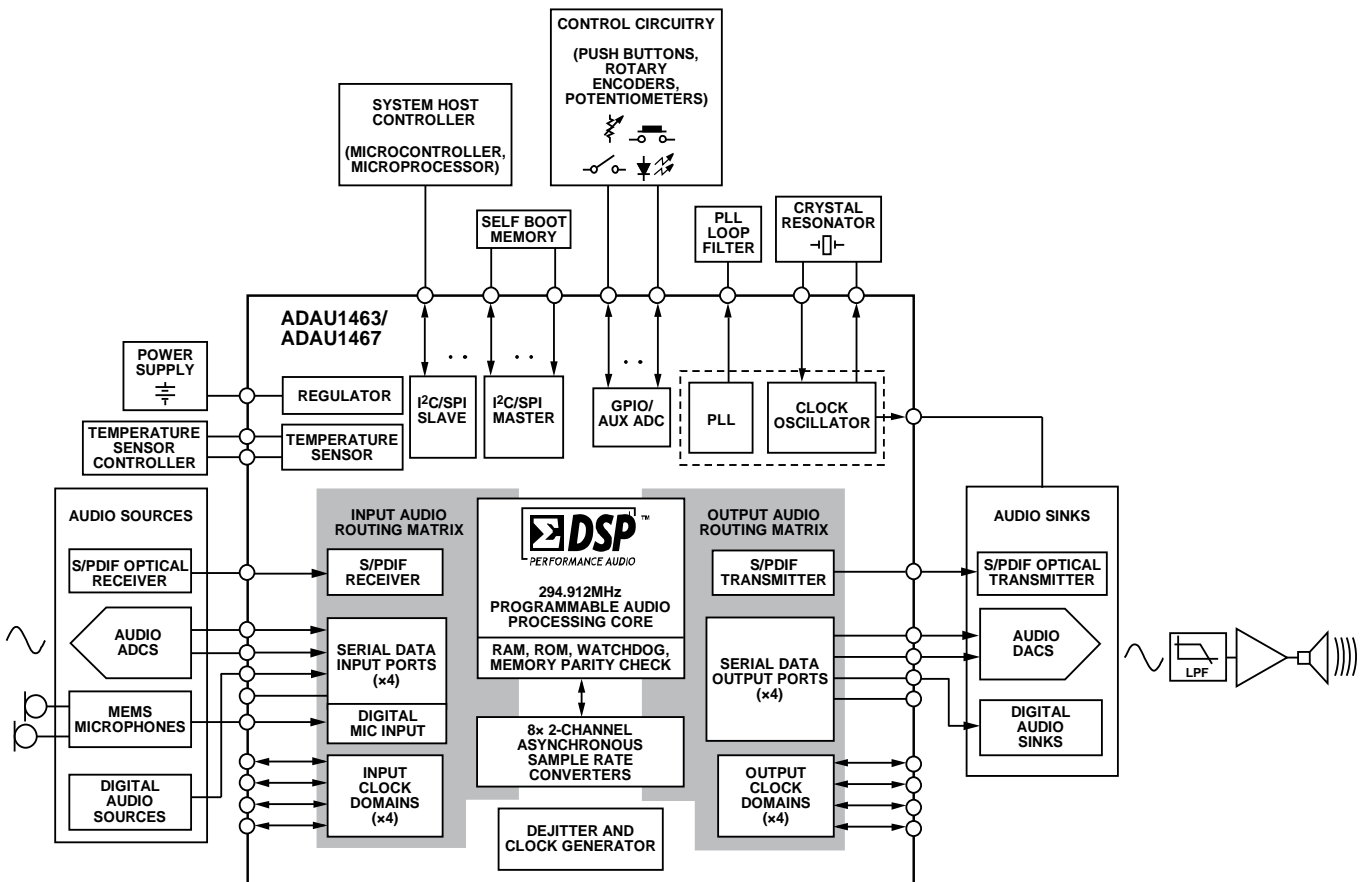 CONTROL CIRCUITRY
(PUSH BUTTONS,
ROTARY
ENCODERS,
POTENTIOMETERS)
SYSTEM HOST
CONTROLLER
(MICROCONTROLLER,
MICROPROCESSOR)
SELF BOOT
MEMORY
PLL
LOOP
FILTER
CRYSTAL
RESONATOR
ADAU1463/
ADAU1467
POWER
SUPPLY
REGULATOR
TEMPERATURE
SENSOR
CONTROLLER
TEMPERATURE
SENSOR
I²C/SPI
SLAVE
I²C/SPI
MASTER
GPIO/
AUX ADC
PLL
CLOCK
OSCILLATOR
AUDIO SOURCES
S/PDIF OPTICAL
RECEIVER
AUDIO
ADCS
MEMS
MICROPHONES
DIGITAL
AUDIO
SOURCES
INPUT AUDIO
ROUTING MATRIX
S/PDIF
RECEIVER
SERIAL DATA
INPUT PORTS
(×4)
DIGITAL
MIC INPUT
INPUT
CLOCK
DOMAINS
(×4)
ΣDSP™
PERFORMANCE AUDIO
294.912MHz
PROGRAMMABLE AUDIO
PROCESSING CORE
RAM, ROM, WATCHDOG,
MEMORY PARITY CHECK
8× 2-CHANNEL
ASYNCHRONOUS
SAMPLE RATE
CONVERTERS
DEJITTER AND
CLOCK GENERATOR
OUTPUT AUDIO
ROUTING MATRIX
S/PDIF
TRANSMITTER
SERIAL DATA
OUTPUT PORTS
(×4)
OUTPUT
CLOCK
DOMAINS
(×4)
AUDIO SINKS
S/PDIF OPTICAL
TRANSMITTER
AUDIO
DACS
DIGITAL
AUDIO
SINKS
LPF